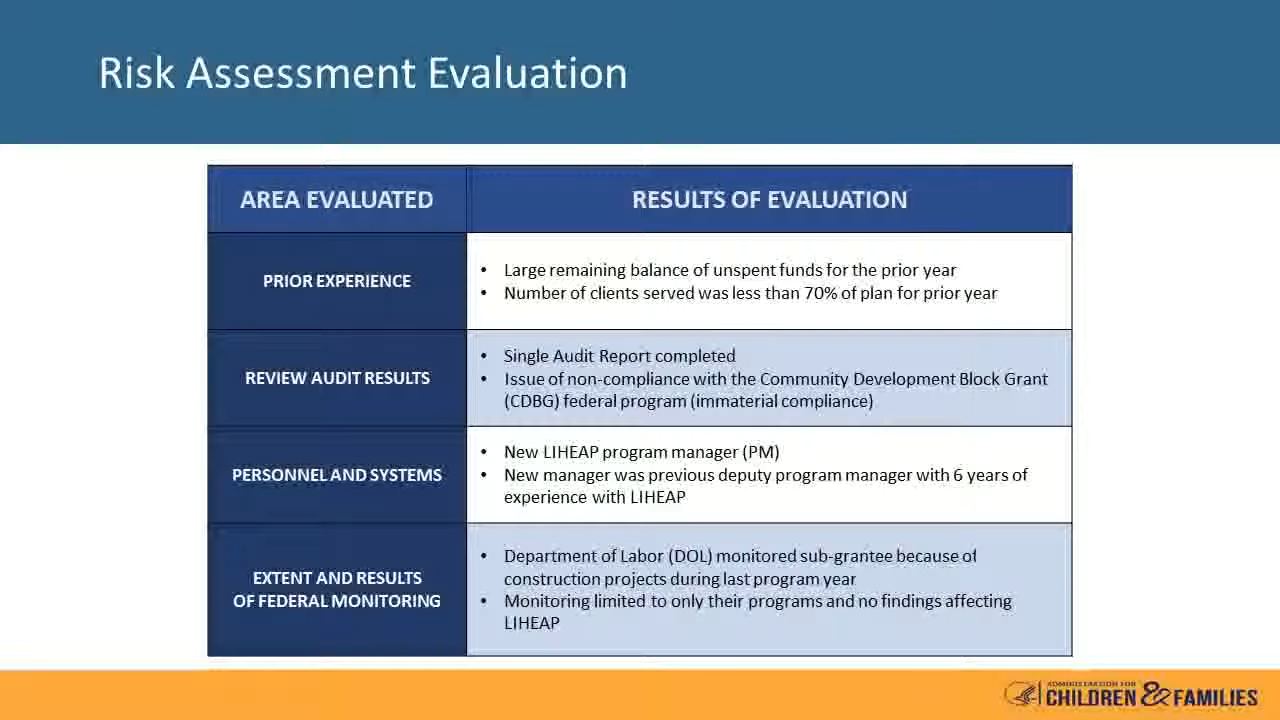 Risk Assessment Evaluation
AREA EVALUATED
RESULTS OF EVALUATION
PRIOR EXPERIENCE
• Large remaining balance of unspent funds for the prior year
• Number of clients served was less than 70% of plan for prior year
REVIEW AUDIT RESULTS
• Single Audit Report completed
• Issue of non-compliance with the Community Development Block Grant
(CDBG) federal program (immaterial compliance)
PERSONNEL AND SYSTEMS
• New LIHEAP program manager (PM)
• New manager was previous deputy program manager with 6 years of
experience with LIHEAP
EXTENT AND RESULTS
OF FEDERAL MONITORING
• Department of Labor (DOL) monitored sub-grantee because of
construction projects during last program year
• Monitoring limited to only their programs and no findings affecting
LIHEAP
ADMINISTRATION FOR
CHILDREN & FAMILIES